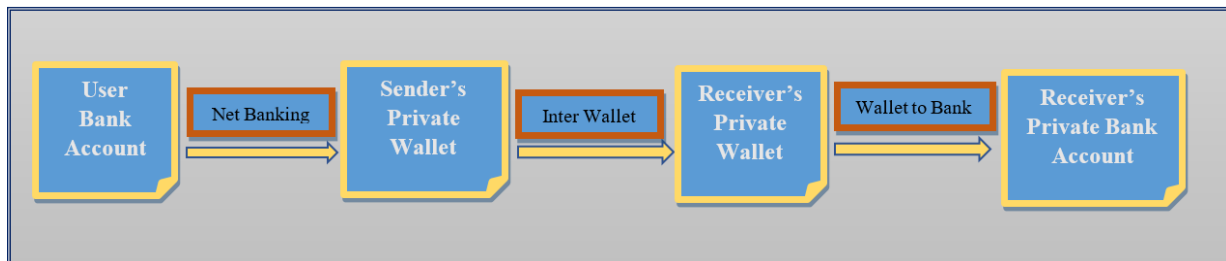 User
Bank
Account
Net Banking
Sender's
Private
Wallet
Inter Wallet
Receiver's
Private
Wallet
Wallet to Bank
Receiver's
Private Bank
Account